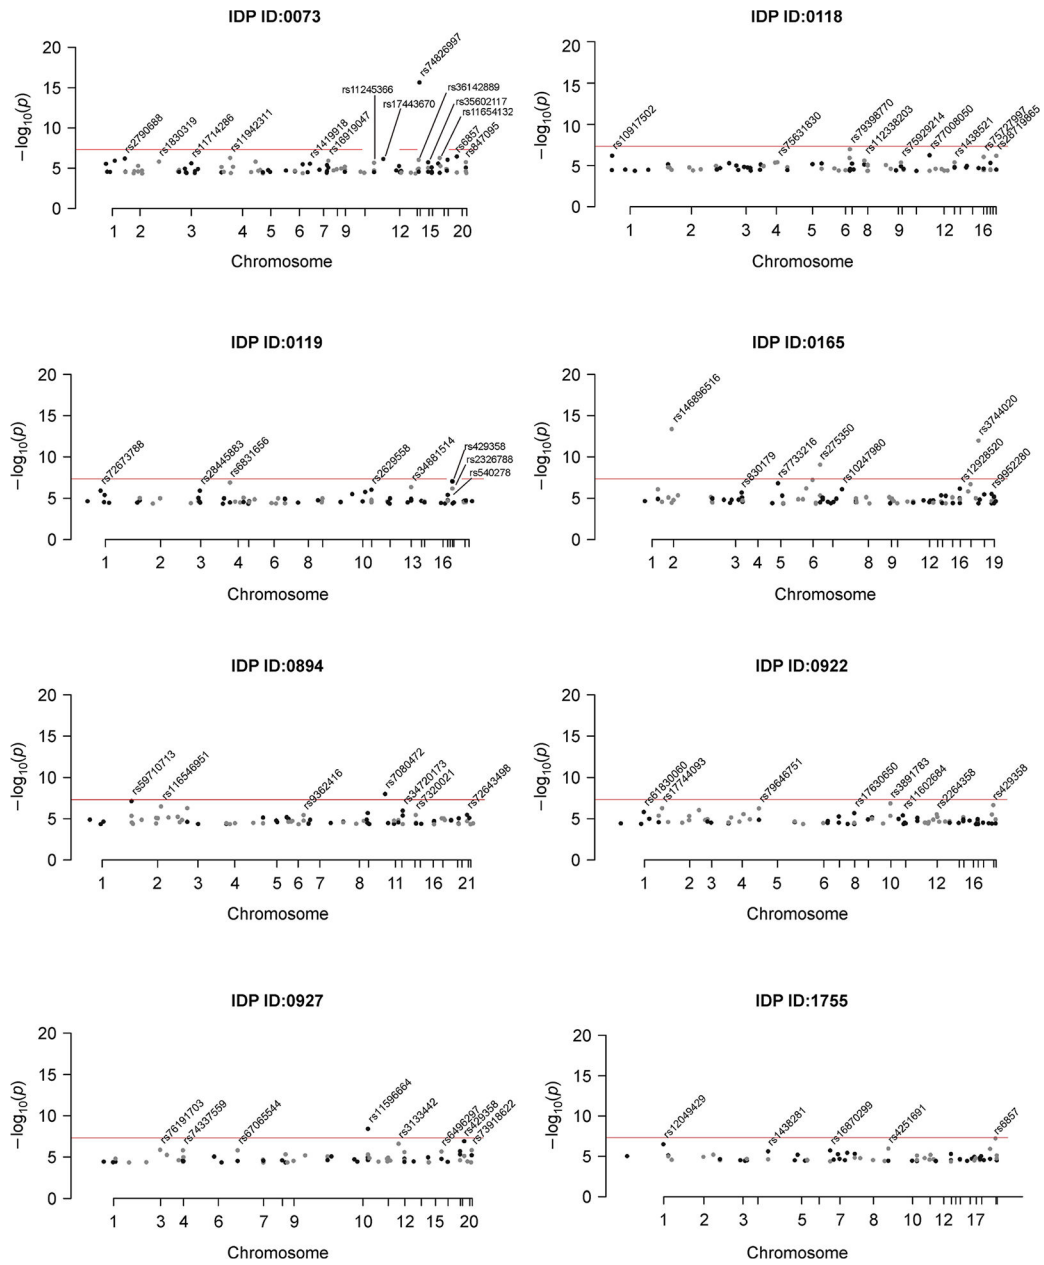 IDP ID:0073
20
15
10
5
0
−log10(p)
rs2790688
rs1830319
rs11714286
rs11942311
rs1419918
rs16919047
rs11245366
rs17443670
rs74826997
rs36142889
rs35602117
rs11654132
rs6857
rs847095
1 2 3 4 5 6 7 9 12 15 20
Chromosome
IDP ID:0118
20
15
10
5
0
−log10(p)
rs10917502
rs75631830
rs79398770
rs112338203
rs75929214
rs77008050
rs1438521
rs75727997
1 2 3 4 5 6 8 9 12 16
Chromosome
IDP ID:0119
20
15
10
5
0
−log10(p)
rs72673788
rs28445883
rs6831656
rs2629558
rs34881514
rs429358
rs2326788
rs540278
1 2 3 4 6 8 10 13 16
Chromosome
IDP ID:0165
20
15
10
5
0
−log10(p)
rs146896516
rs830179
rs7733216
rs275350
rs10247980
rs12928520
rs3744020
rs9952280
1 2 3 4 5 6 8 9 12 16 19
Chromosome
IDP ID:0894
20
15
10
5
0
−log10(p)
rs59710713
rs116546951
rs9362416
rs7080472
rs34720173
rs7320021
rs72643498
1 2 3 4 5 6 7 8 11 16 21
Chromosome
IDP ID:0922
20
15
10
5
0
−log10(p)
rs61830060
rs17744093
rs79646751
rs17630650
rs3891783
rs11602684
rs2264358
rs429358
1 2 3 4 5 6 8 10 12 16
Chromosome
IDP ID:0927
20
15
10
5
0
−log10(p)
rs76191703
rs74337559
rs67065544
rs11596664
rs3133442
rs6496297
rs429358
rs73918622
1 3 4 6 7 9 10 12 15 20
Chromosome
IDP ID:1755
20
15
10
5
0
−log10(p)
rs12049429
rs1438281
rs16870299
rs4251691
rs6857
1 2 3 5 7 8 10 12 17
Chromosome